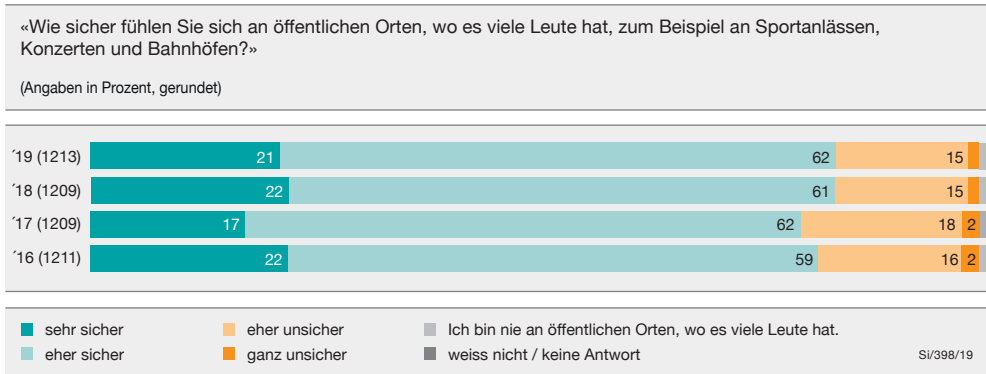 «Wie sicher fühlen Sie sich an öffentlichen Orten, wo es viele Leute hat, zum Beispiel an Sportanlässen,
Konzerten und Bahnhöfen?»
(Angaben in Prozent, gerundet)
´19 (1213) 21 62 15
´18 (1209) 22 61 15
´17 (1209) 17 62 18 2
´16 (1211) 22 59 16 2
sehr sicher eher unsicher Ich bin nie an öffentlichen Orten, wo es viele Leute hat.
eher sicher ganz unsicher weiss nicht / keine Antwort Si/398/19